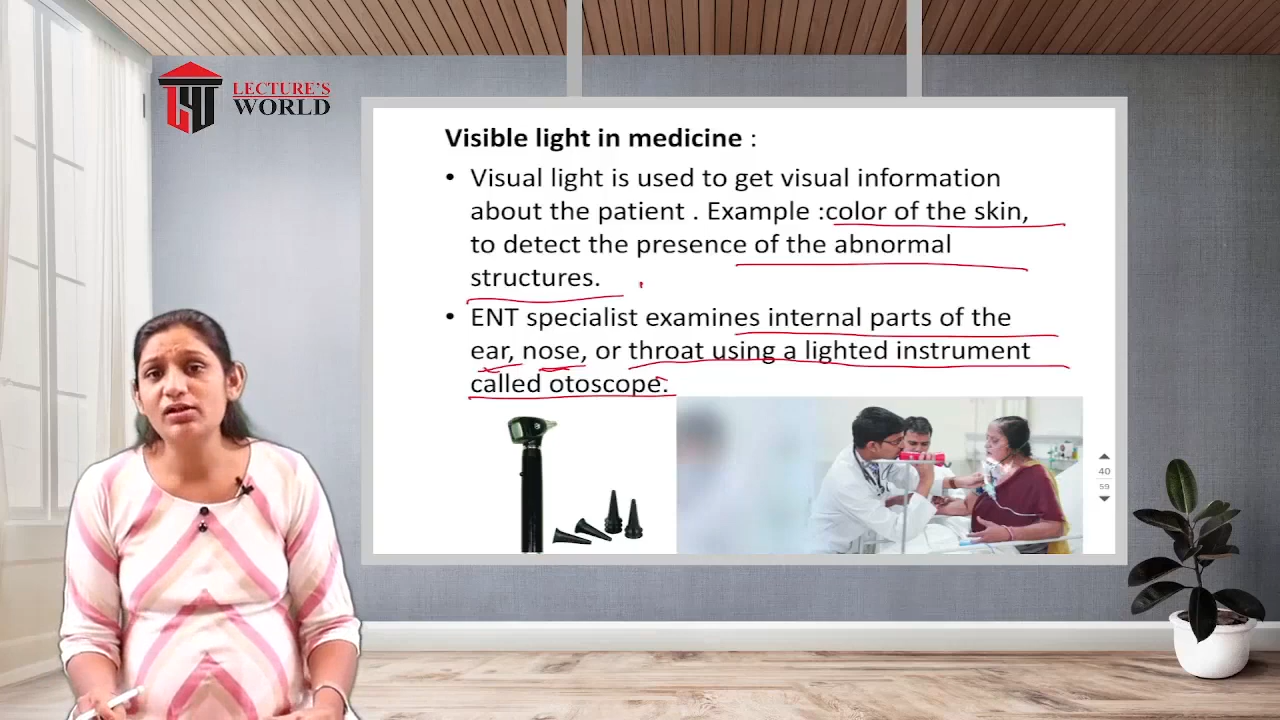 LECTURE'S
WORLD
Visible light in medicine :
• Visual light is used to get visual information
about the patient . Example :color of the skin,
to detect the presence of the abnormal
structures.
• ENT specialist examines internal parts of the
ear, nose, or throat using a lighted instrument
called otoscope.
40
59